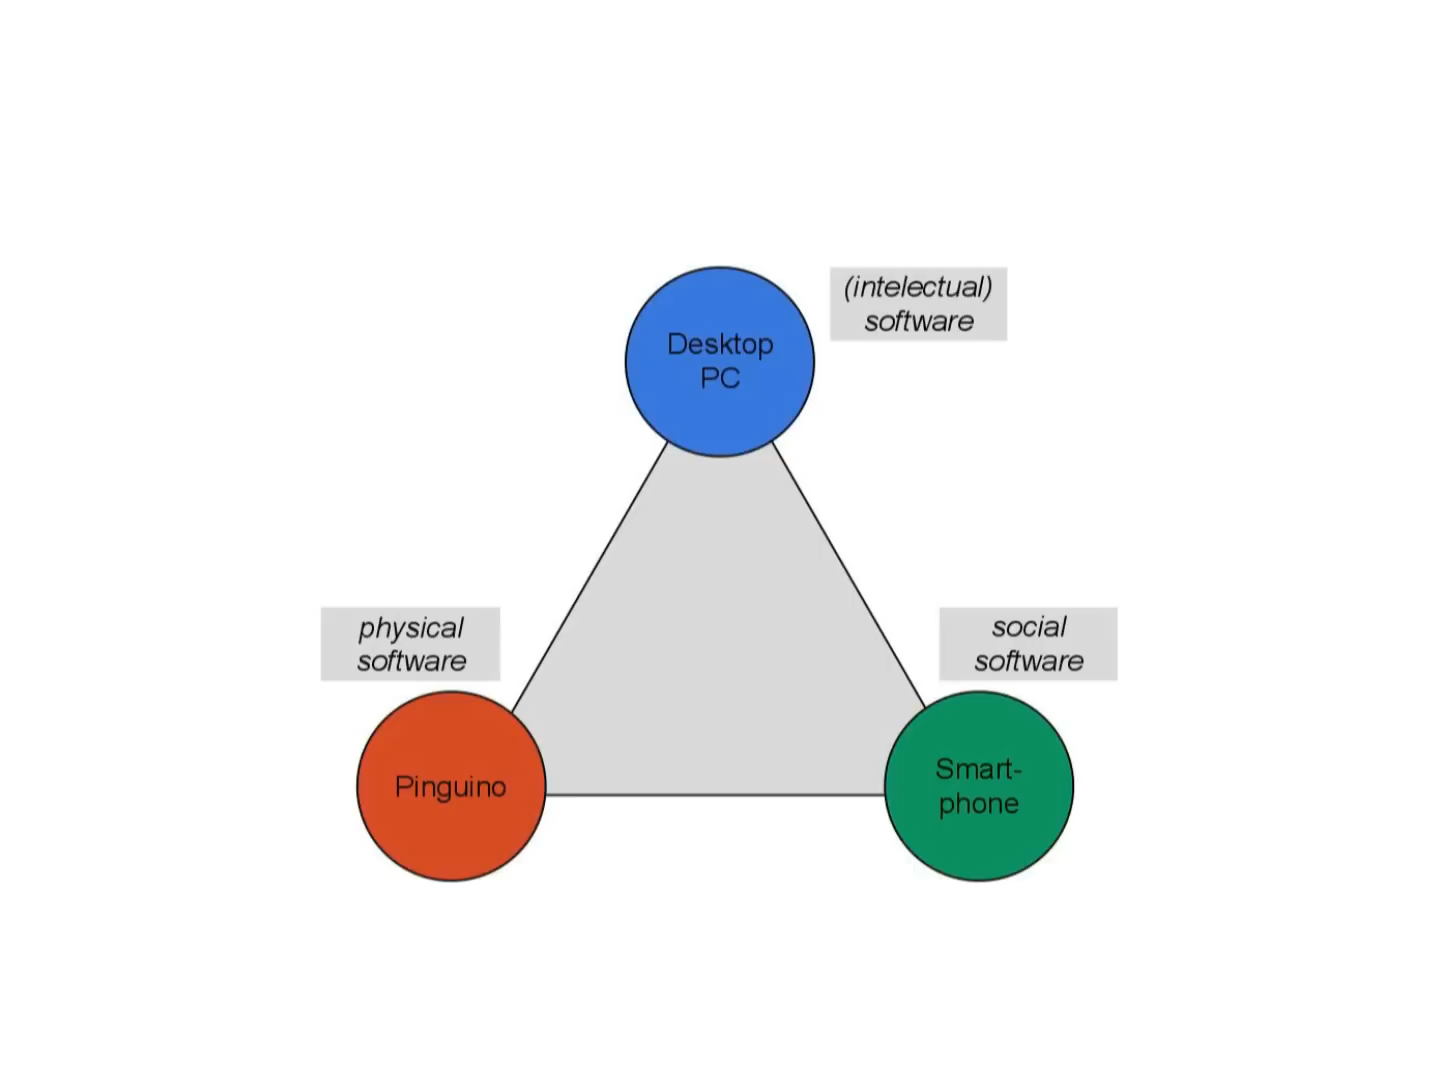 (intelectual)
software
Desktop
PC
physical
software
social
software
Pinguino
Smart-
phone